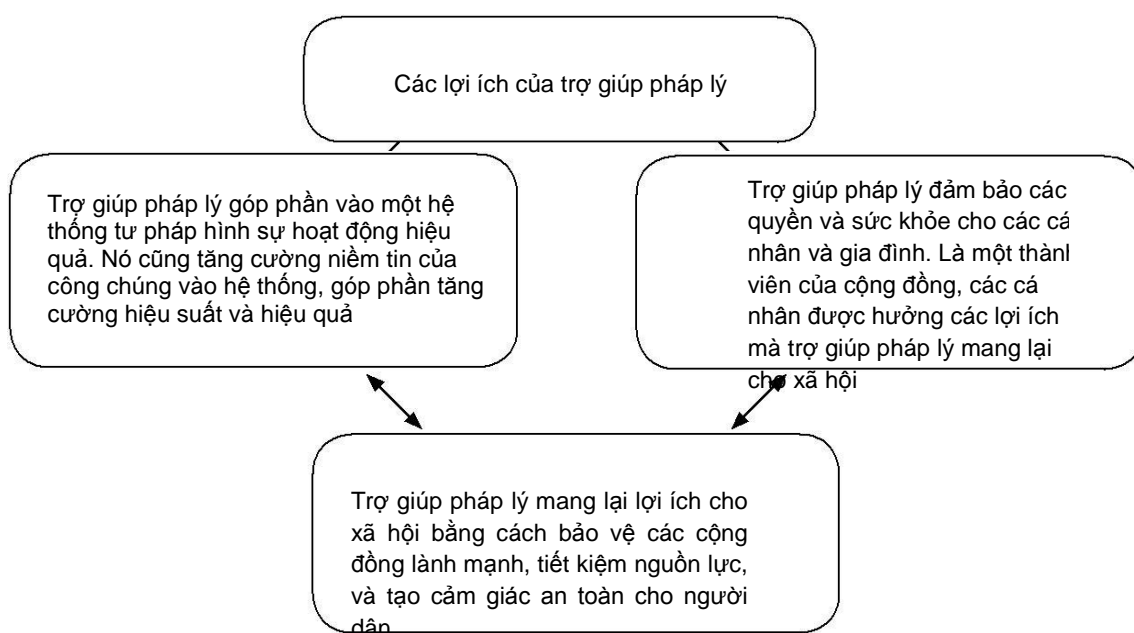 Các lợi ích của trợ giúp pháp lý
Trợ giúp pháp lý góp phần vào một hệ
thống tư pháp hình sự hoạt động hiệu
quả. Nó cũng tăng cường niềm tin của
công chúng vào hệ thống, góp phần tăng
cường hiệu suất và hiệu quả
Trợ giúp pháp lý đảm bảo các
quyền và sức khỏe cho các cá
nhân và gia đình. Là một thành
viên của cộng đồng, các cá
nhân được hưởng các lợi ích
mà trợ giúp pháp lý mang lại
cho xã hội
Trợ giúp pháp lý mang lại lợi ích cho
xã hội bằng cách bảo vệ các cộng
đồng lành mạnh, tiết kiệm nguồn lực,
và tạo cảm giác an toàn cho người
dân